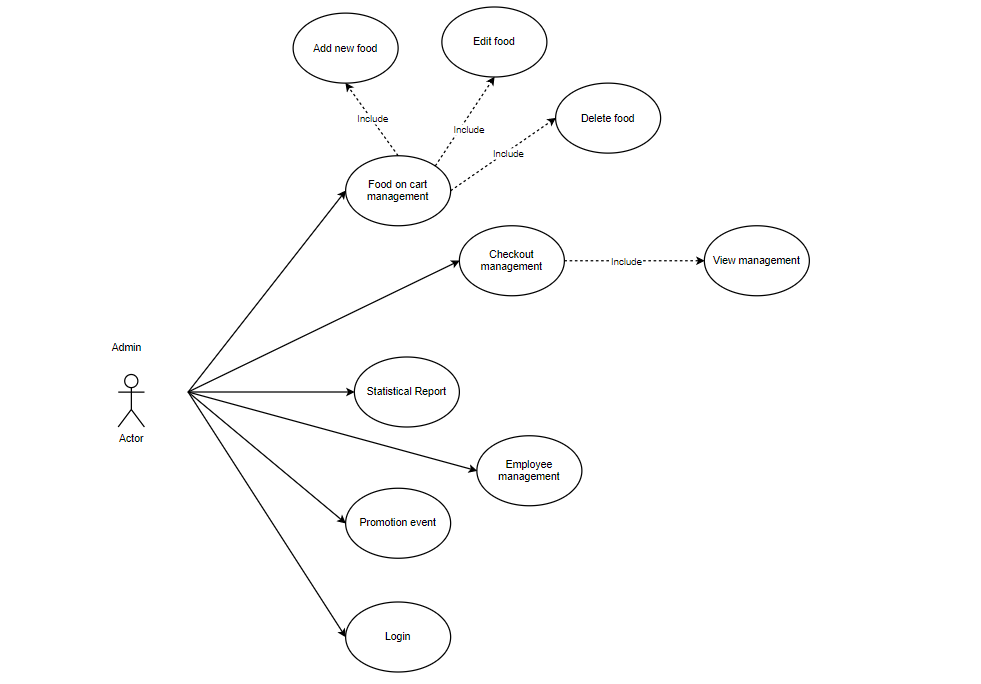 Add new food
Edit food
Delete food
Include
Include
Include
Food on cart
management
Checkout
management
Include
View management
Admin
Actor
Statistical Report
Employee
management
Promotion event
Login